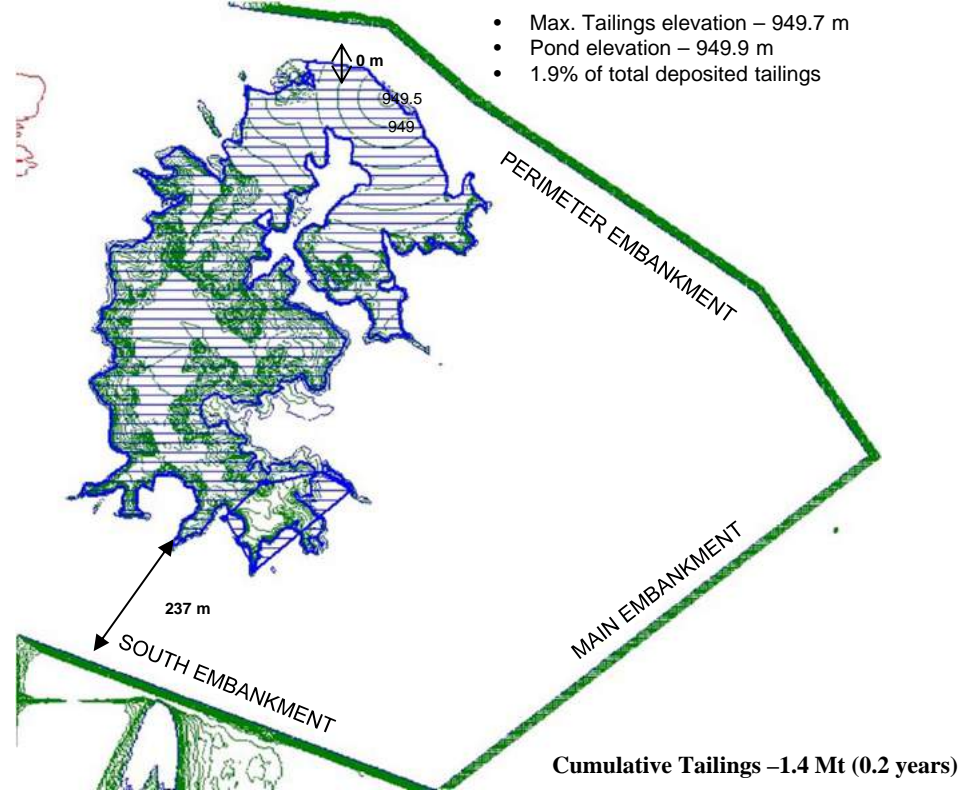 • Max. Tailings elevation – 949.7 m
• Pond elevation – 949.9 m
• 1.9% of total deposited tailings
0 m
949.5
949
PERIMETER EMBANKMENT
MAIN EMBANKMENT
237 m
SOUTH EMBANKMENT
Cumulative Tailings –1.4 Mt (0.2 years)